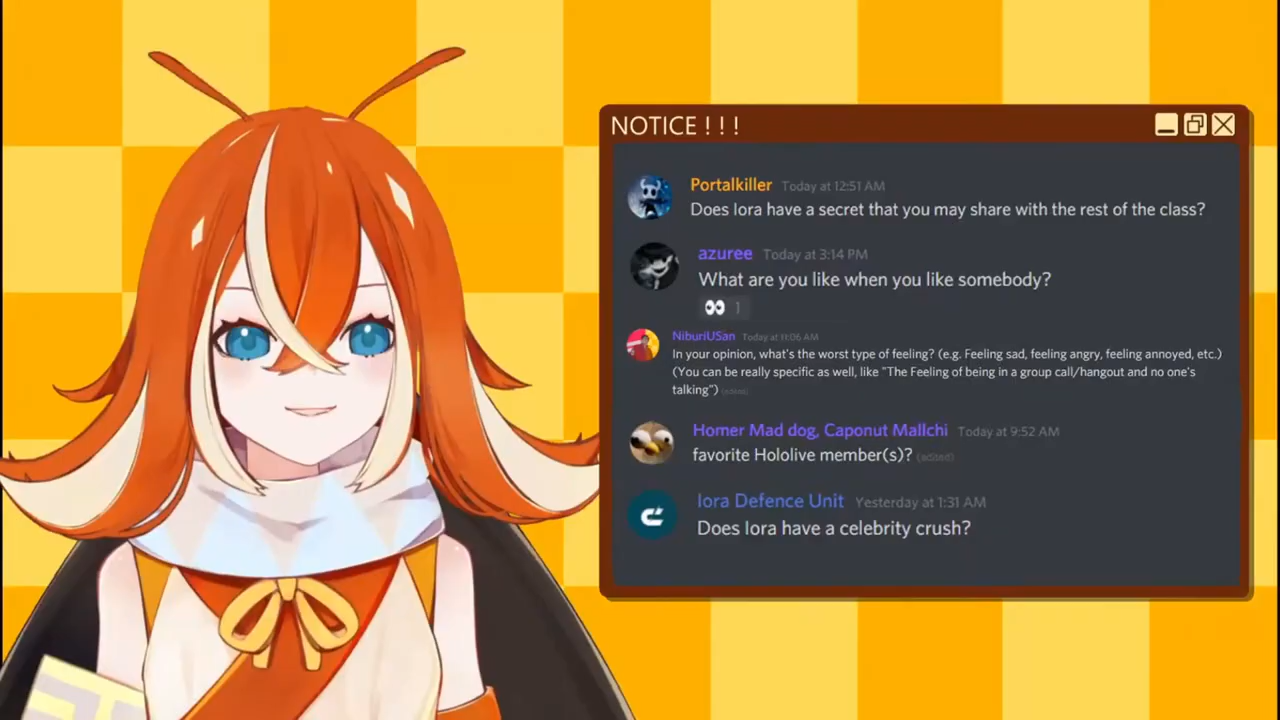 NOTICE ! ! !
Portalkiller Today at 12:51 AM
Does Iora have a secret that you may share with the rest of the class?
azuree Today at 3:14 PM
What are you like when you like somebody?
👀 1
NiburiUSan Today at 11:06 AM
In your opinion, what's the worst type of feeling? (e.g. Feeling sad, feeling angry, feeling annoyed, etc.)
(You can be really specific as well, like "The Feeling of being in a group call/hangout and no one's
talking") (edited)
Homer Mad dog, Caponut Mallchi Today at 9:52 AM
favorite Hololive member(s)? (edited)
Iora Defence Unit Yesterday at 1:31 AM
Does Iora have a celebrity crush?